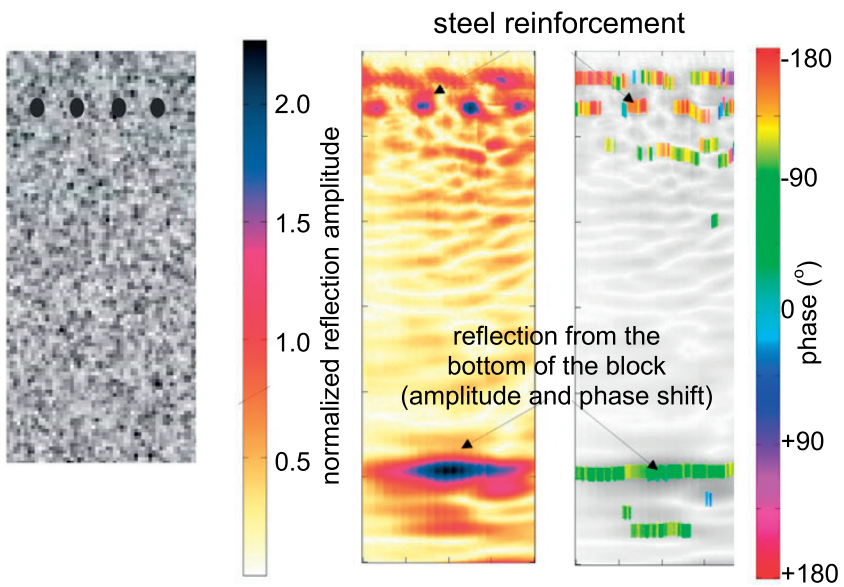 steel reinforcement
2.0
1.5
1.0
0.5
normalized reflection amplitude
reflection from the
bottom of the block
(amplitude and phase shift)
-180
-90
0
+90
+180
phase (°)